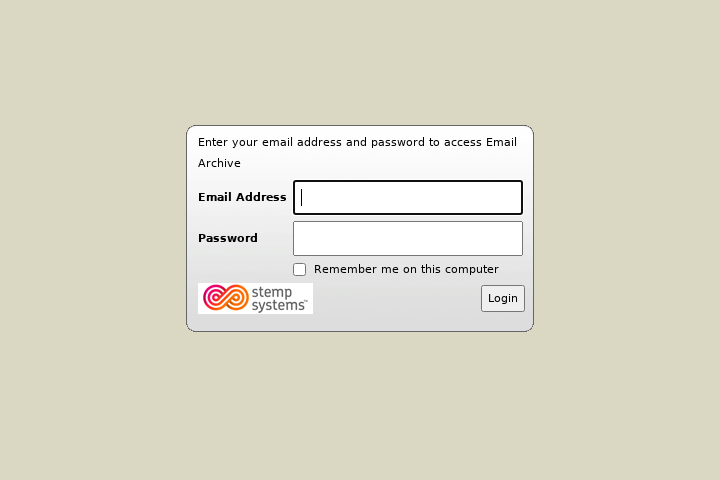 Enter your email address and password to access Email
Archive
Email Address
Password
Remember me on this computer
stemp
systems™
Login